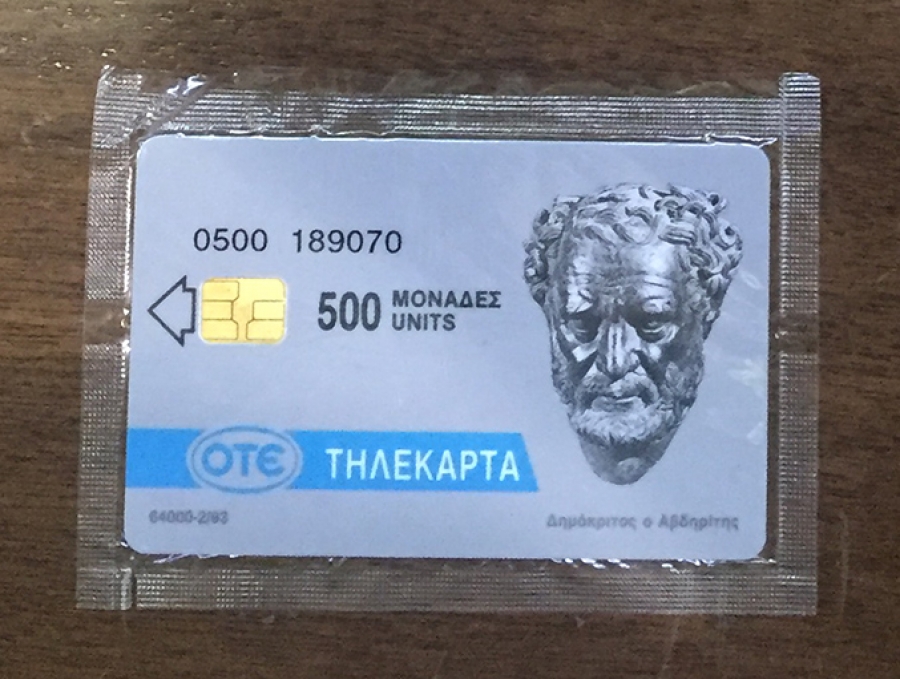 0500 189070
500 ΜΟΝΑΔΕΣ
UNITS
ΟΤΕ ΤΗΛΕΚΑΡΤΑ
64000-2/93
Δημόκριτος ο Αβδηρίτης